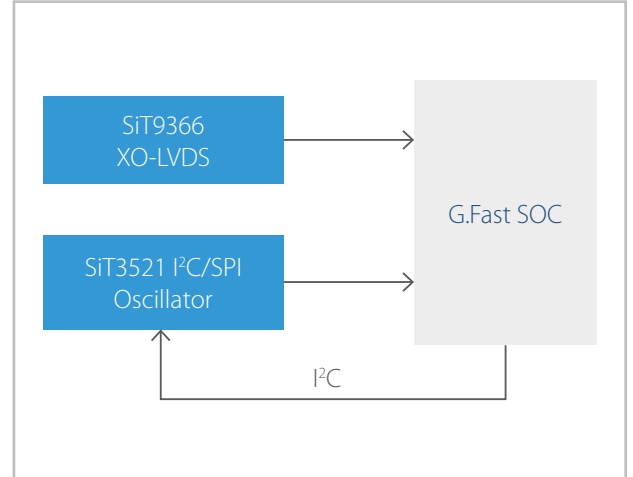 SiT9366
XO-LVDS
G.Fast SOC
SiT3521 I²C/SPI
Oscillator
I²C